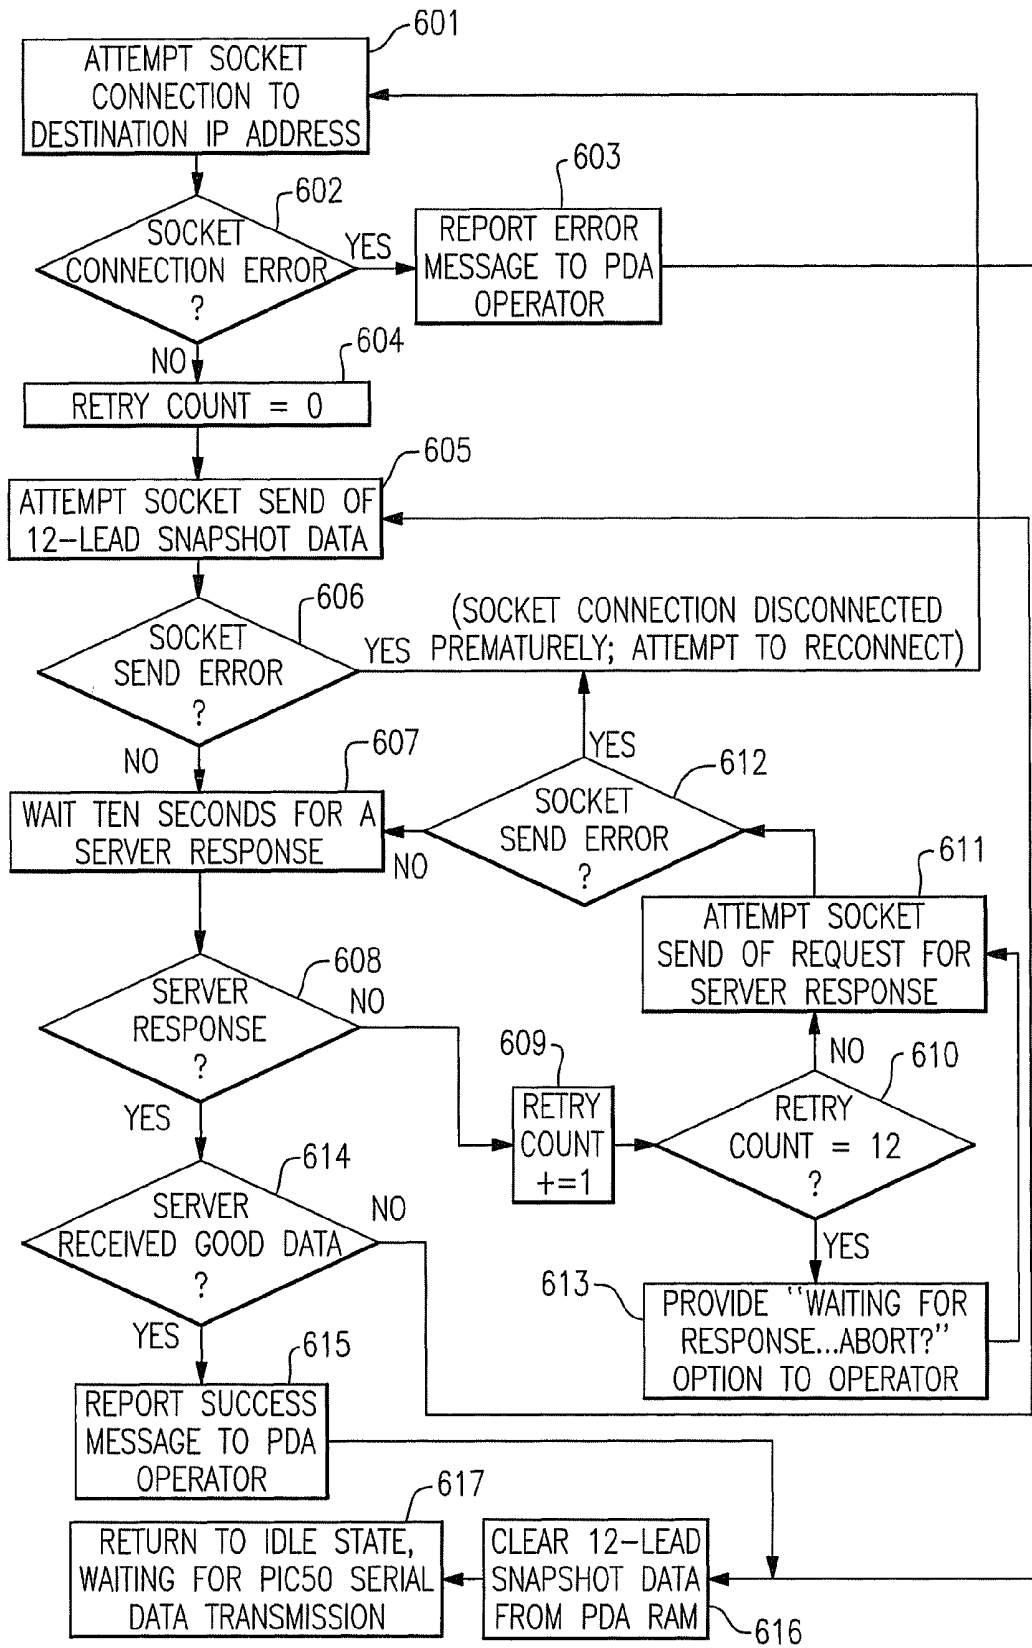 601
ATTEMPT SOCKET
CONNECTION TO
DESTINATION IP ADDRESS
602
SOCKET
CONNECTION ERROR
?
YES
603
REPORT ERROR
MESSAGE TO PDA
OPERATOR
NO
604
RETRY COUNT = 0
605
ATTEMPT SOCKET SEND OF
12-LEAD SNAPSHOT DATA
606
SOCKET
SEND ERROR
?
YES
(SOCKET CONNECTION DISCONNECTED
PREMATURELY; ATTEMPT TO RECONNECT)
NO
607
WAIT TEN SECONDS FOR A
SERVER RESPONSE
YES
612
SOCKET
SEND ERROR
?
NO
611
ATTEMPT SOCKET
SEND OF REQUEST FOR
SERVER RESPONSE
608
SERVER
RESPONSE
?
NO
609
RETRY
COUNT
+=1
NO
610
RETRY
COUNT = 12
?
YES
YES
613
PROVIDE "WAITING FOR
RESPONSE...ABORT?"
OPTION TO OPERATOR
614
SERVER
RECEIVED GOOD DATA
?
NO
YES
615
REPORT SUCCESS
MESSAGE TO PDA
OPERATOR
617
RETURN TO IDLE STATE,
WAITING FOR PIC50 SERIAL
DATA TRANSMISSION
CLEAR 12-LEAD
SNAPSHOT DATA
FROM PDA RAM
616